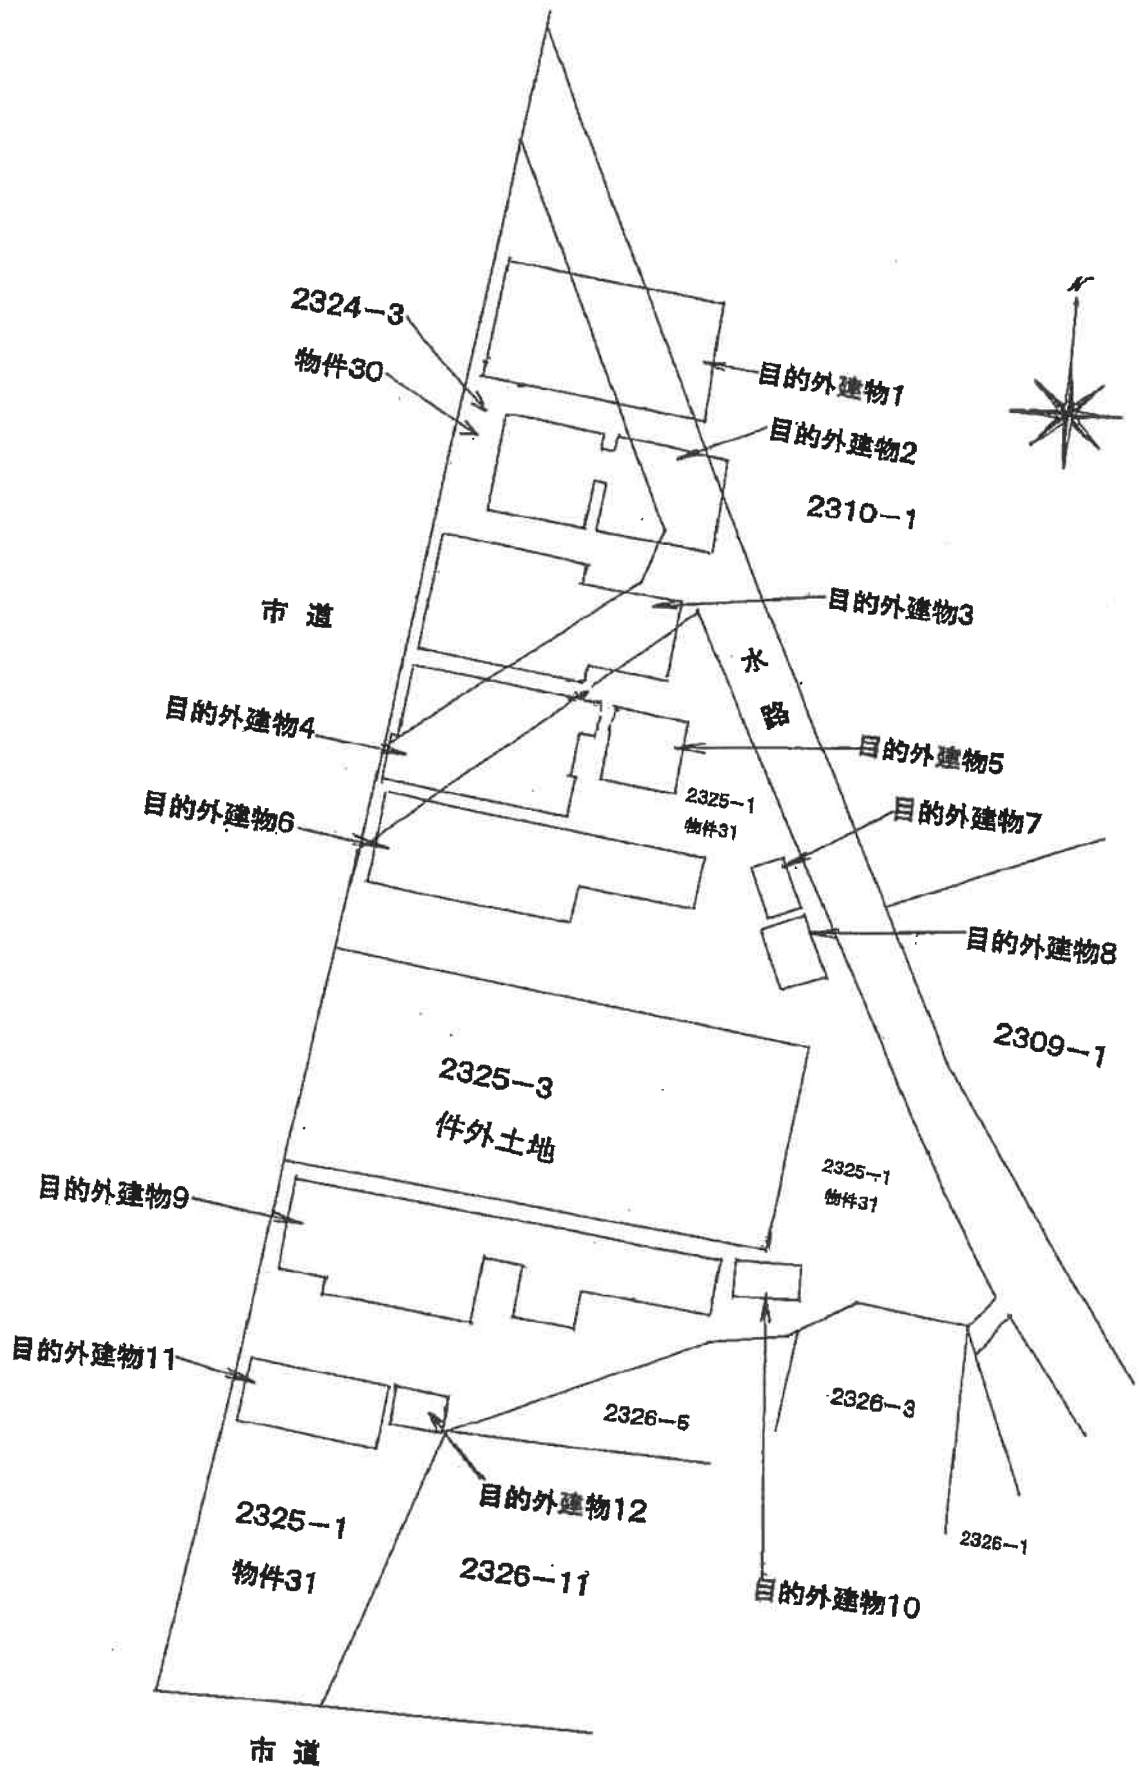 N
2324-3
物件30
目的外建物1
目的外建物2
2310-1
市道
目的外建物3
水路
目的外建物4
目的外建物5
2325-1
物件31
目的外建物6
目的外建物7
目的外建物8
2309-1
2325-3
件外土地
2325-1
物件31
目的外建物9
目的外建物11
2326-5
2326-3
目的外建物12
2325-1
物件31
2326-11
2326-1
目的外建物10
市道